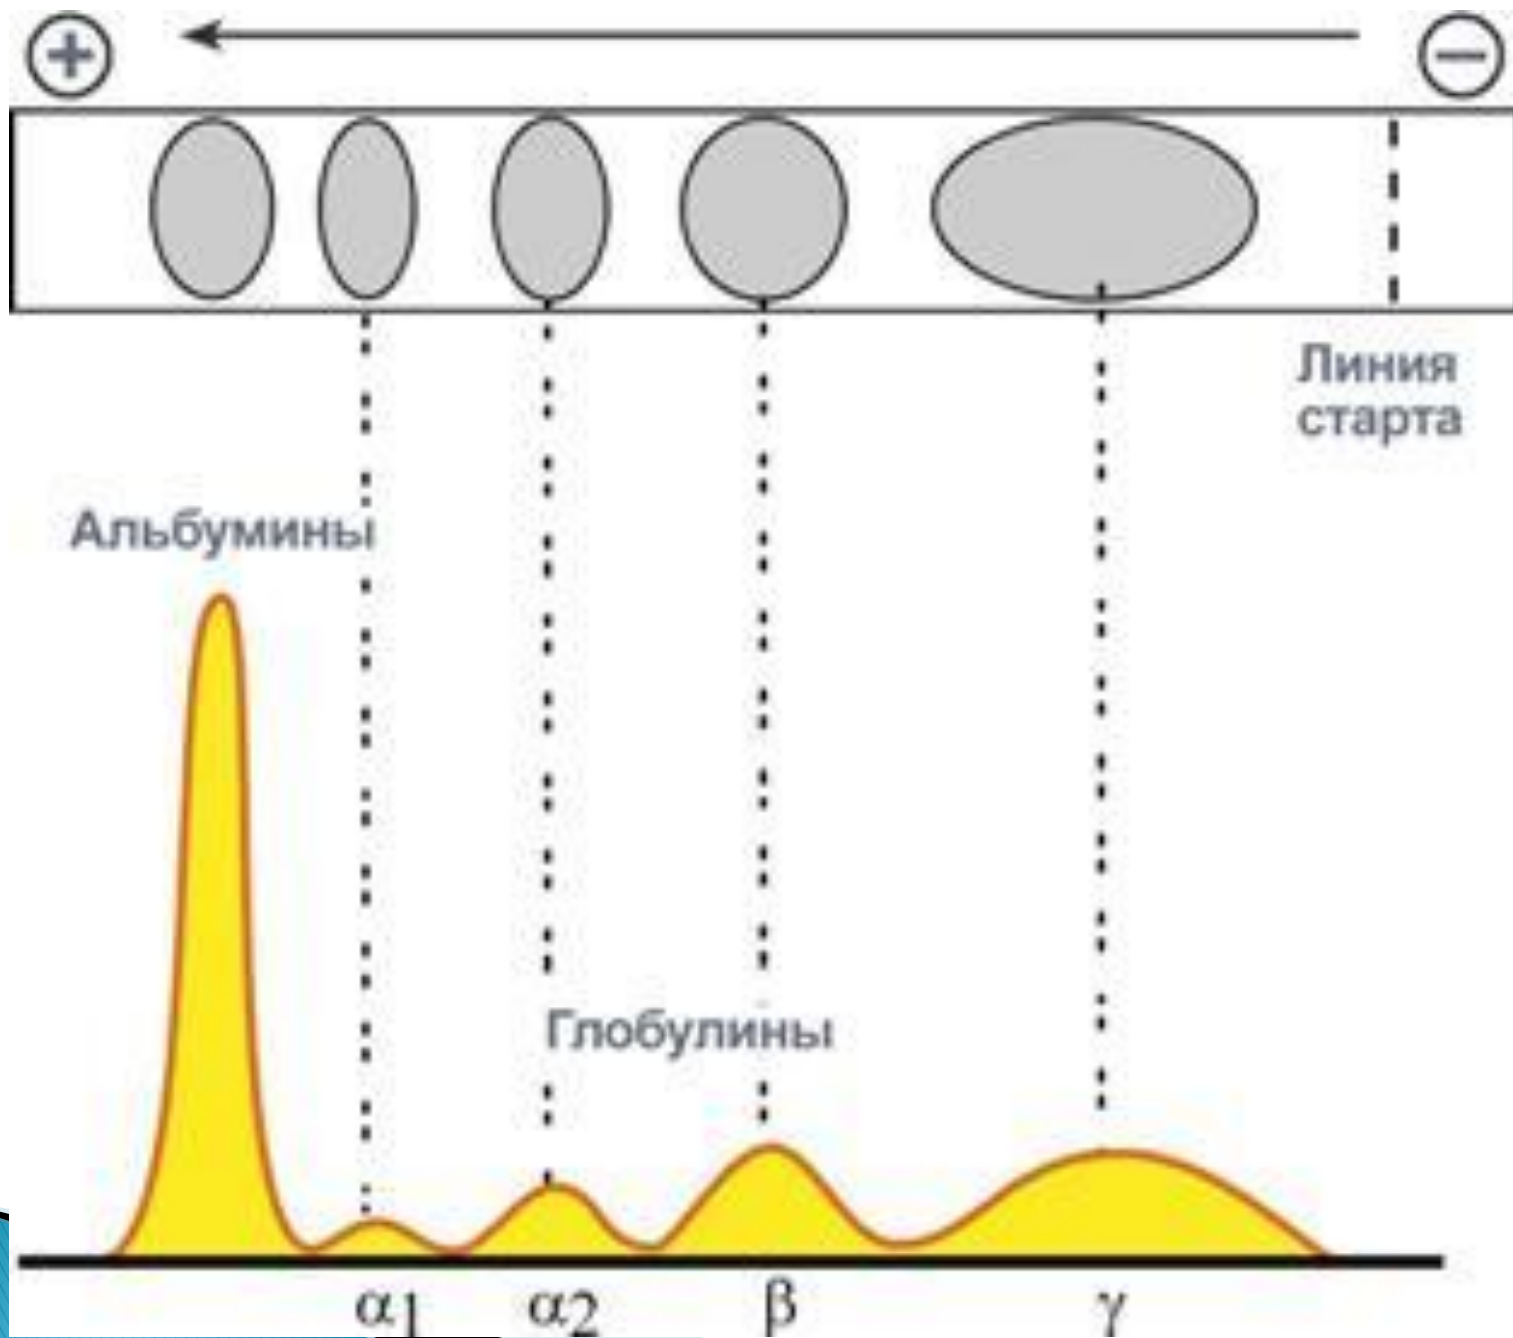 +
−
Линия
старта
Альбумины
Глобулины
α1 α2 β γ